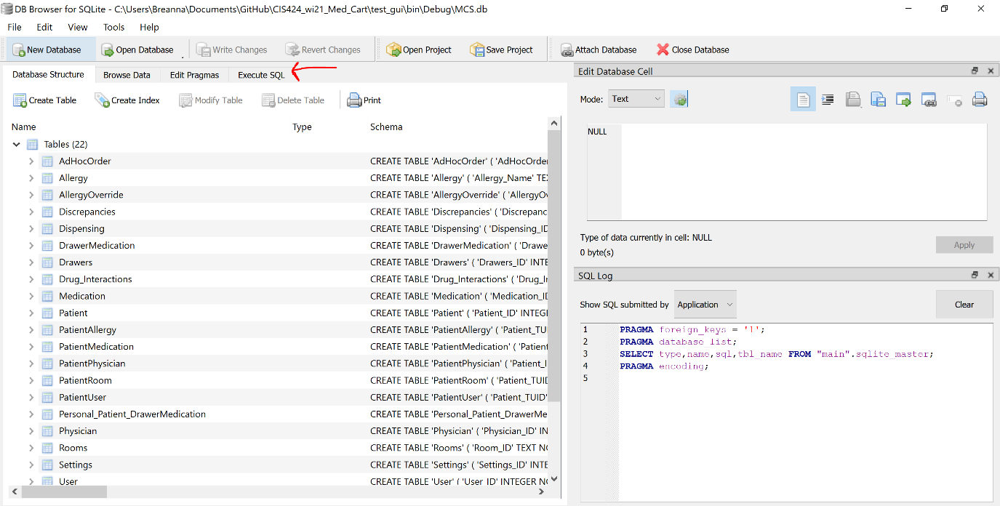 DB Browser for SQLite - C:\Users\Breanna\Documents\GitHub\CIS424_wi21_Med_Cart\test_gui\bin\Debug\MCS.db
File Edit View Tools Help
New Database Open Database Write Changes Revert Changes Open Project Save Project Attach Database Close Database
Database Structure Browse Data Edit Pragmas Execute SQL
Create Table Create Index Modify Table Delete Table Print
Name Type Schema
Tables (22)
AdHocOrder CREATE TABLE 'AdHocOrder' ( 'AdHocOrder
Allergy CREATE TABLE 'Allergy' ( 'Allergy_Name' TE
AllergyOverride CREATE TABLE 'AllergyOverride' ( 'AllergyO
Discrepancies CREATE TABLE 'Discrepancies' ( 'Discrepanc
Dispensing CREATE TABLE 'Dispensing' ( 'Dispensing_ID
DrawerMedication CREATE TABLE 'DrawerMedication' ( 'Drawe
Drawers CREATE TABLE 'Drawers' ( 'Drawers_ID' INTE
Drug_Interactions CREATE TABLE 'Drug_Interactions' ( 'Drug_I
Medication CREATE TABLE 'Medication' ( 'Medication_ID
Patient CREATE TABLE 'Patient' ( 'Patient_ID' INTEG
PatientAllergy CREATE TABLE 'PatientAllergy' ( 'Patient_TU
PatientMedication CREATE TABLE 'PatientMedication' ( 'Patient
PatientPhysician CREATE TABLE 'PatientPhysician' ( 'Patient_I
PatientRoom CREATE TABLE 'PatientRoom' ( 'Patient_TUID
PatientUser CREATE TABLE 'PatientUser' ( 'Patient_TUID'
Personal_Patient_DrawerMedication CREATE TABLE 'Personal_Patient_DrawerMe
Physician CREATE TABLE 'Physician' ( 'Physician_ID' IN
Rooms CREATE TABLE 'Rooms' ( 'Room_ID' TEXT NO
Settings CREATE TABLE 'Settings' ( 'Settings_ID' INTE
User CREATE TABLE 'User' ( 'User_ID' INTEGER NO
Edit Database Cell
Mode: Text
NULL
Type of data currently in cell: NULL
0 byte(s)
Apply
SQL Log
Show SQL submitted by Application Clear
1 PRAGMA foreign_keys = '1';
2 PRAGMA database_list;
3 SELECT type,name,sql,tbl_name FROM "main".sqlite_master;
4 PRAGMA encoding;
5